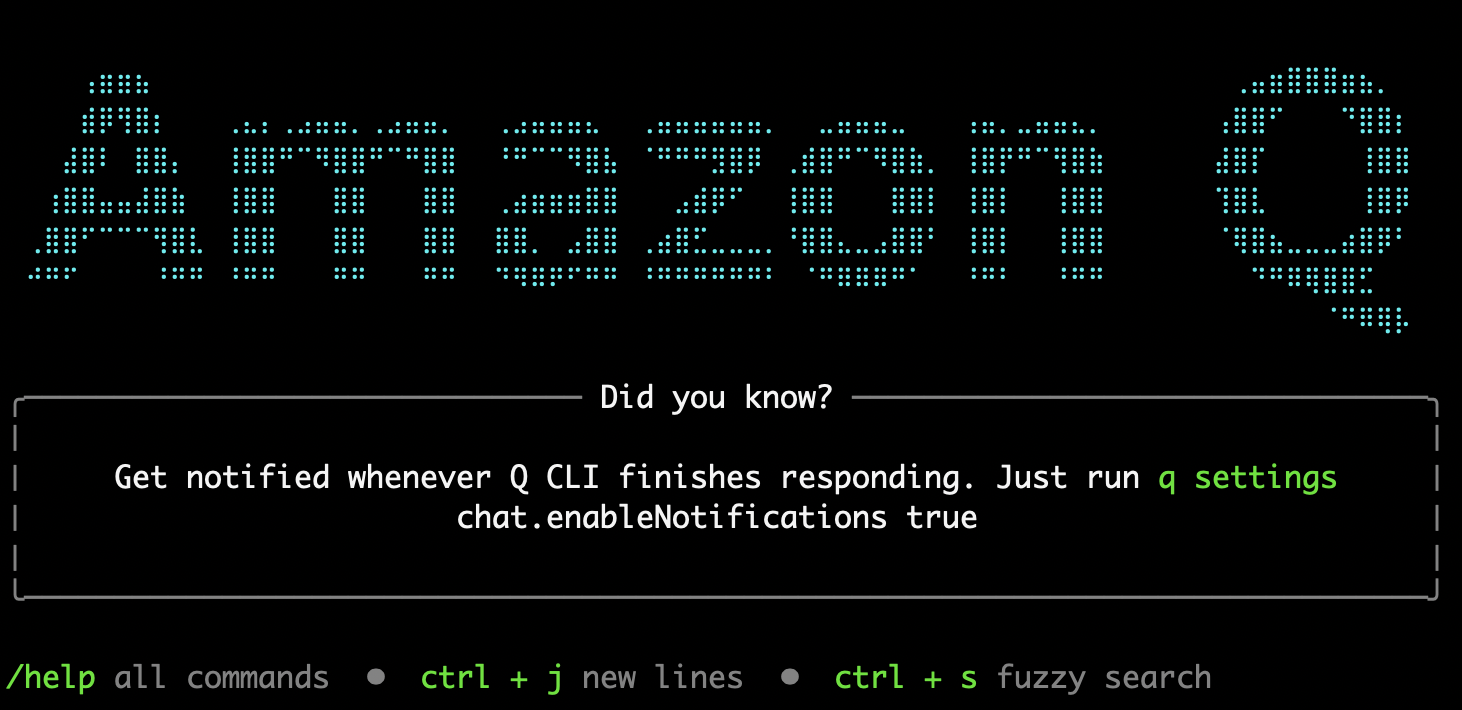 Amazon Q
Did you know?
Get notified whenever Q CLI finishes responding. Just run q settings
chat.enableNotifications true
/help all commands • ctrl + j new lines • ctrl + s fuzzy search